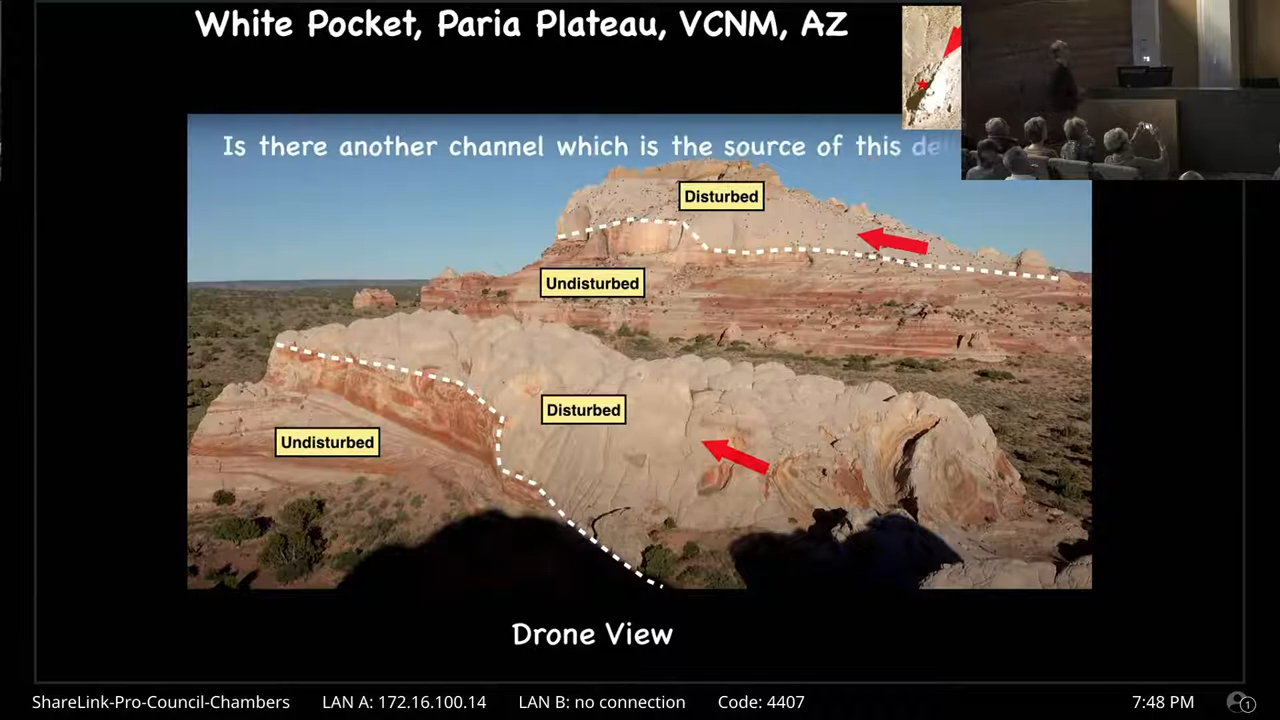 White Pocket, Paria Plateau, VCNM, AZ
Is there another channel which is the source of this
Disturbed
Undisturbed
Disturbed
Undisturbed
Drone View
ShareLink-Pro-Council-Chambers LAN A: 172.16.100.14 LAN B: no connection Code: 4407 7:48 PM 1